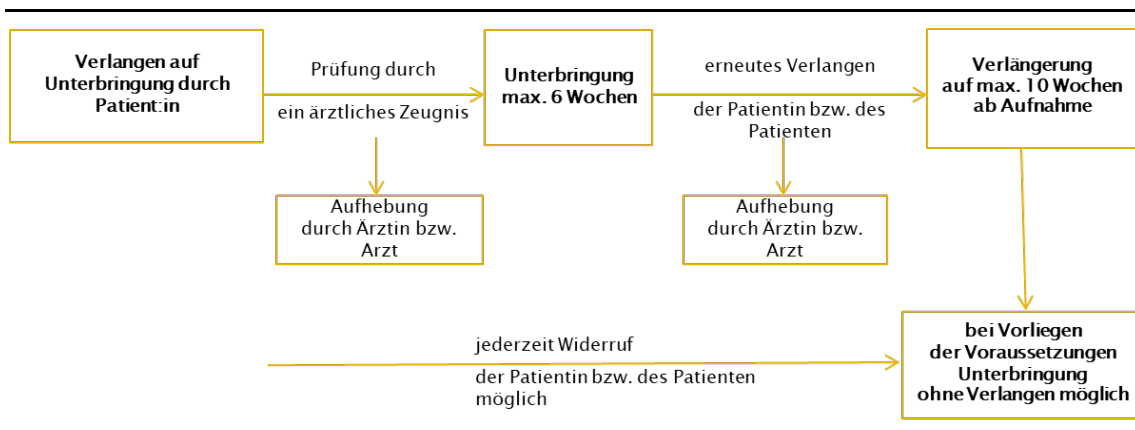 Verlangen auf
Unterbringung durch
Patient:in
Prüfung durch
ein ärztliches Zeugnis
Unterbringung
max. 6 Wochen
erneutes Verlangen
der Patientin bzw. des
Patienten
Verlängerung
auf max. 10 Wochen
ab Aufnahme
Aufhebung
durch Ärztin bzw.
Arzt
Aufhebung
durch Ärztin bzw.
Arzt
jederzeit Widerruf
der Patientin bzw. des Patienten
möglich
bei Vorliegen
der Voraussetzungen
Unterbringung
ohne Verlangen möglich